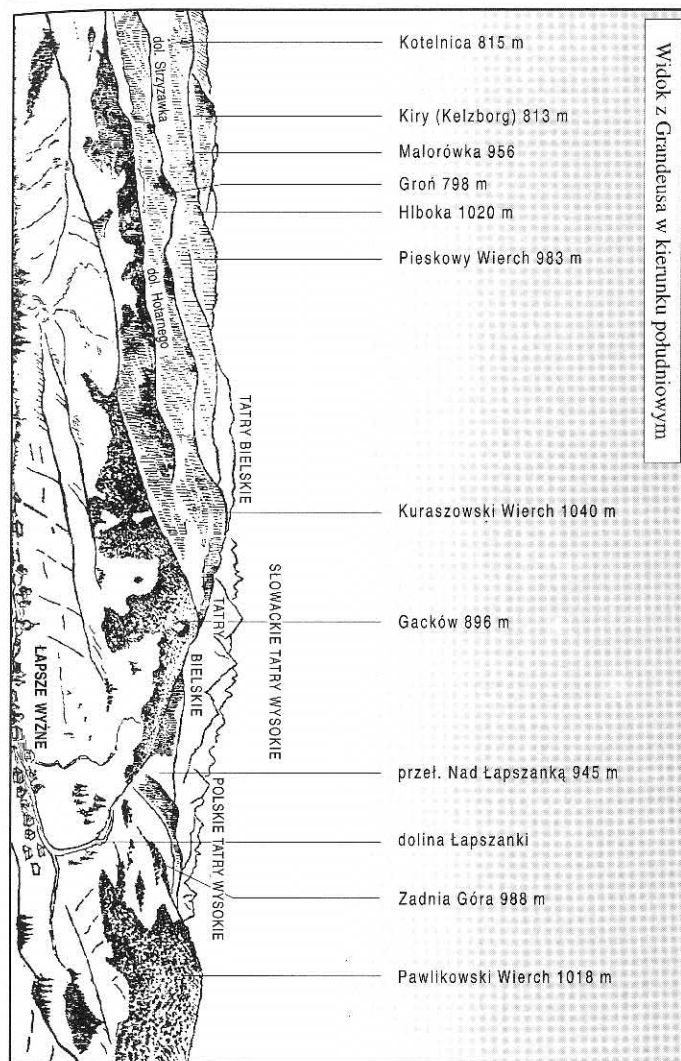 Widok z Grandeusa w kierunku południowym
Kotelnica 815 m
Kiry (Kelzborg) 813 m
Malorówka 956
Groń 798 m
Hlboka 1020 m
Pieskowy Wierch 983 m
Kuraszowski Wierch 1040 m
Gacków 896 m
przeł. Nad Łapszanką 945 m
dolina Łapszanki
Zadnia Góra 988 m
Pawlikowski Wierch 1018 m
dol. Strzyżawka
dol. Hotarnego
TATRY BIELSKIE
SŁOWACKIE TATRY WYSOKIE
TATRY
BIELSKIE
POLSKIE TATRY WYSOKIE
ŁAPSZE WYŻNE